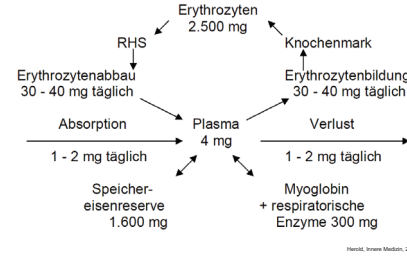 Erythrozyten
2.500 mg
RHS
Knochenmark
Erythrozytenabbau
30 - 40 mg täglich
Erythrozytenbildung
30 - 40 mg täglich
Absorption
Plasma
4 mg
Verlust
1 - 2 mg täglich
1 - 2 mg täglich
Speicher-
eisenreserve
1.600 mg
Myoglobin
+ respiratorische
Enzyme 300 mg
Herold, Innere Medizin, 2